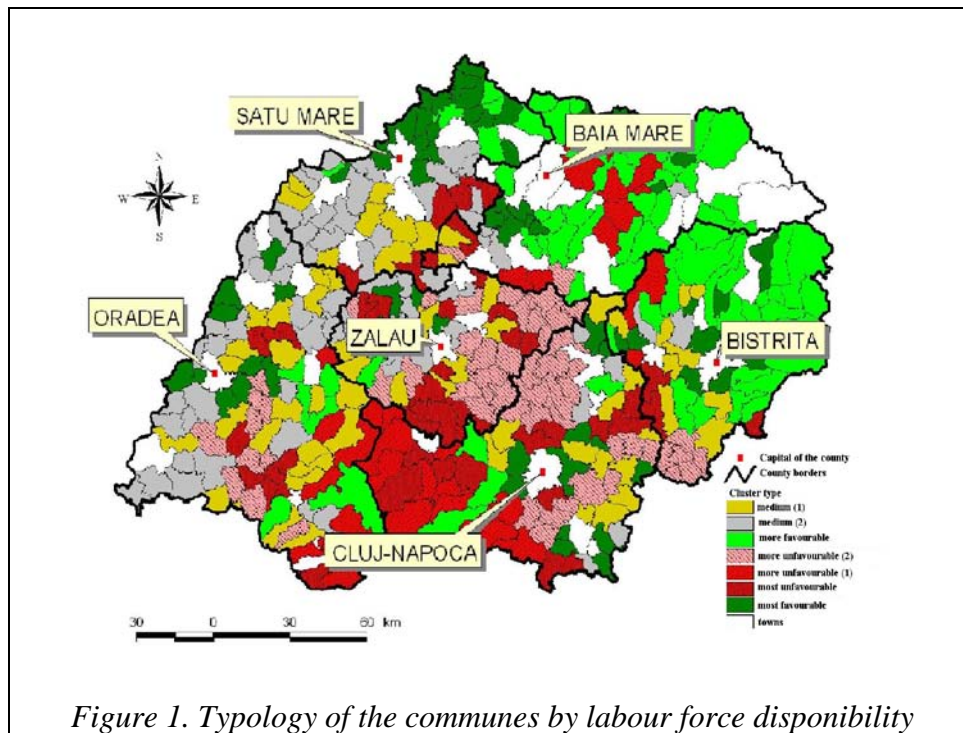 SATU MARE
BAIA MARE
N
W E
S
ORADEA
ZALAU
BISTRITA
CLUJ-NAPOCA
Capital of the county
County borders
Cluster type
medium (1)
medium (2)
more favourable
more unfavourable (2)
more unfavourable (1)
most unfavourable
most favourable
towns
30 0 30 60 km
Figure 1. Typology of the communes by labour force disponibility